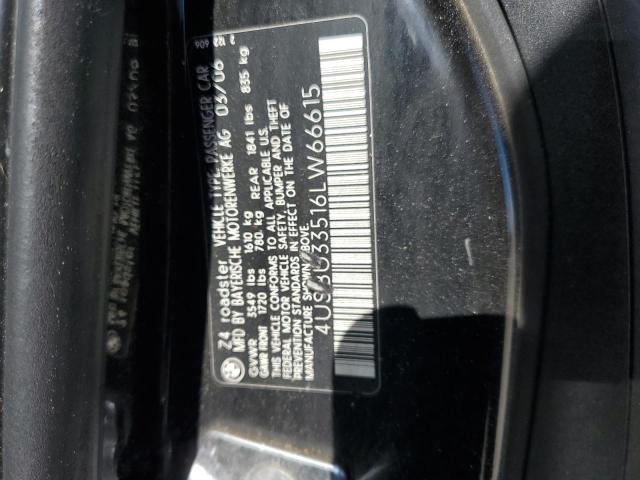 Z4 roadster VEHICLE TYPE: PASSENGER CAR
MFD BY BAYERISCHE MOTORENWERKE AG 03/06
GVWR 3549 lbs 1610 kg
GAWR FRONT 1720 lbs 780 kg REAR 1841 lbs 835 kg
THIS VEHICLE CONFORMS TO ALL APPLICABLE U.S.
FEDERAL MOTOR VEHICLE SAFETY, BUMPER AND THEFT
PREVENTION STANDARDS IN EFFECT ON THE DATE OF
MANUFACTURE SHOWN ABOVE.
4USBU33516LW66615